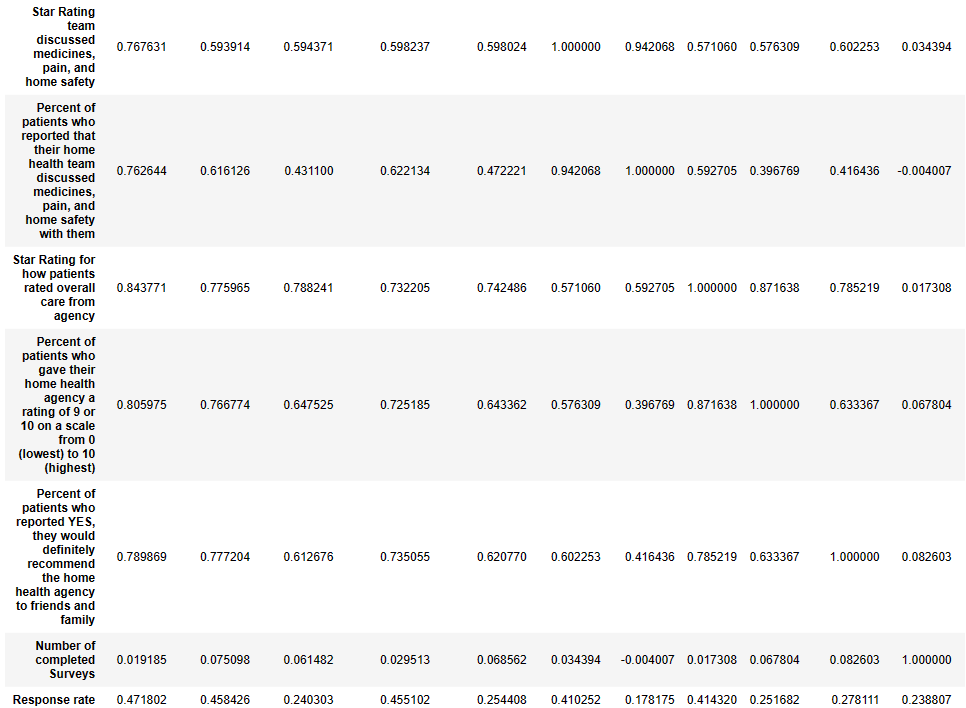 Star Rating
team
discussed
medicines,
pain, and
home safety
0.767631 0.593914 0.594371 0.598237 0.598024 1.000000 0.942068 0.571060 0.576309 0.602253 0.034394
Percent of
patients who
reported that
their home
health team
discussed
medicines,
pain, and
home safety
with them
0.762644 0.616126 0.431100 0.622134 0.472221 0.942068 1.000000 0.592705 0.396769 0.416436 -0.004007
Star Rating for
how patients
rated overall
care from
agency
0.843771 0.775965 0.788241 0.732205 0.742486 0.571060 0.592705 1.000000 0.871638 0.785219 0.017308
Percent of
patients who
gave their
home health
agency a
rating of 9 or
10 on a scale
from 0
(lowest) to 10
(highest)
0.805975 0.766774 0.647525 0.725185 0.643362 0.576309 0.396769 0.871638 1.000000 0.633367 0.067804
Percent of
patients who
reported YES,
they would
definitely
recommend
the home
health agency
to friends and
family
0.789869 0.777204 0.612676 0.735055 0.620770 0.602253 0.416436 0.785219 0.633367 1.000000 0.082603
Number of
completed
Surveys
0.019185 0.075098 0.061482 0.029513 0.068562 0.034394 -0.004007 0.017308 0.067804 0.082603 1.000000
Response rate 0.471802 0.458426 0.240303 0.455102 0.254408 0.410252 0.178175 0.414320 0.251682 0.278111 0.238807